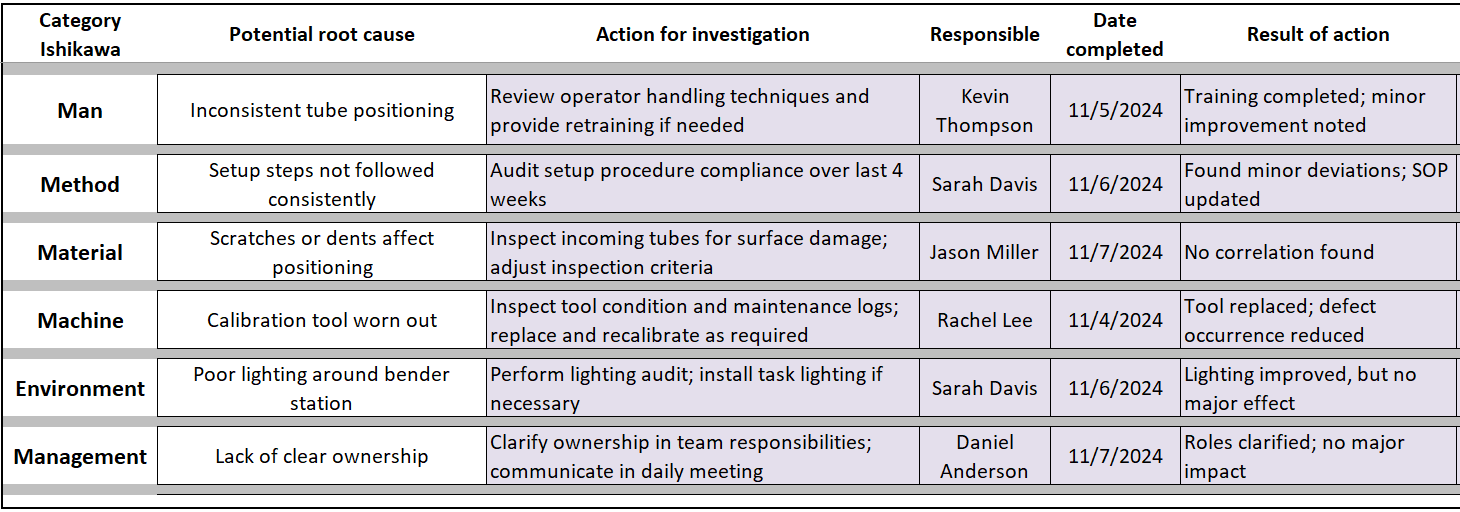 Category Ishikawa | Potential root cause | Action for investigation | Responsible | Date completed | Result of action
Man | Inconsistent tube positioning | Review operator handling techniques and provide retraining if needed | Kevin Thompson | 11/5/2024 | Training completed; minor improvement noted
Method | Setup steps not followed consistently | Audit setup procedure compliance over last 4 weeks | Sarah Davis | 11/6/2024 | Found minor deviations; SOP updated
Material | Scratches or dents affect positioning | Inspect incoming tubes for surface damage; adjust inspection criteria | Jason Miller | 11/7/2024 | No correlation found
Machine | Calibration tool worn out | Inspect tool condition and maintenance logs; replace and recalibrate as required | Rachel Lee | 11/4/2024 | Tool replaced; defect occurrence reduced
Environment | Poor lighting around bender station | Perform lighting audit; install task lighting if necessary | Sarah Davis | 11/6/2024 | Lighting improved, but no major effect
Management | Lack of clear ownership | Clarify ownership in team responsibilities; communicate in daily meeting | Daniel Anderson | 11/7/2024 | Roles clarified; no major impact